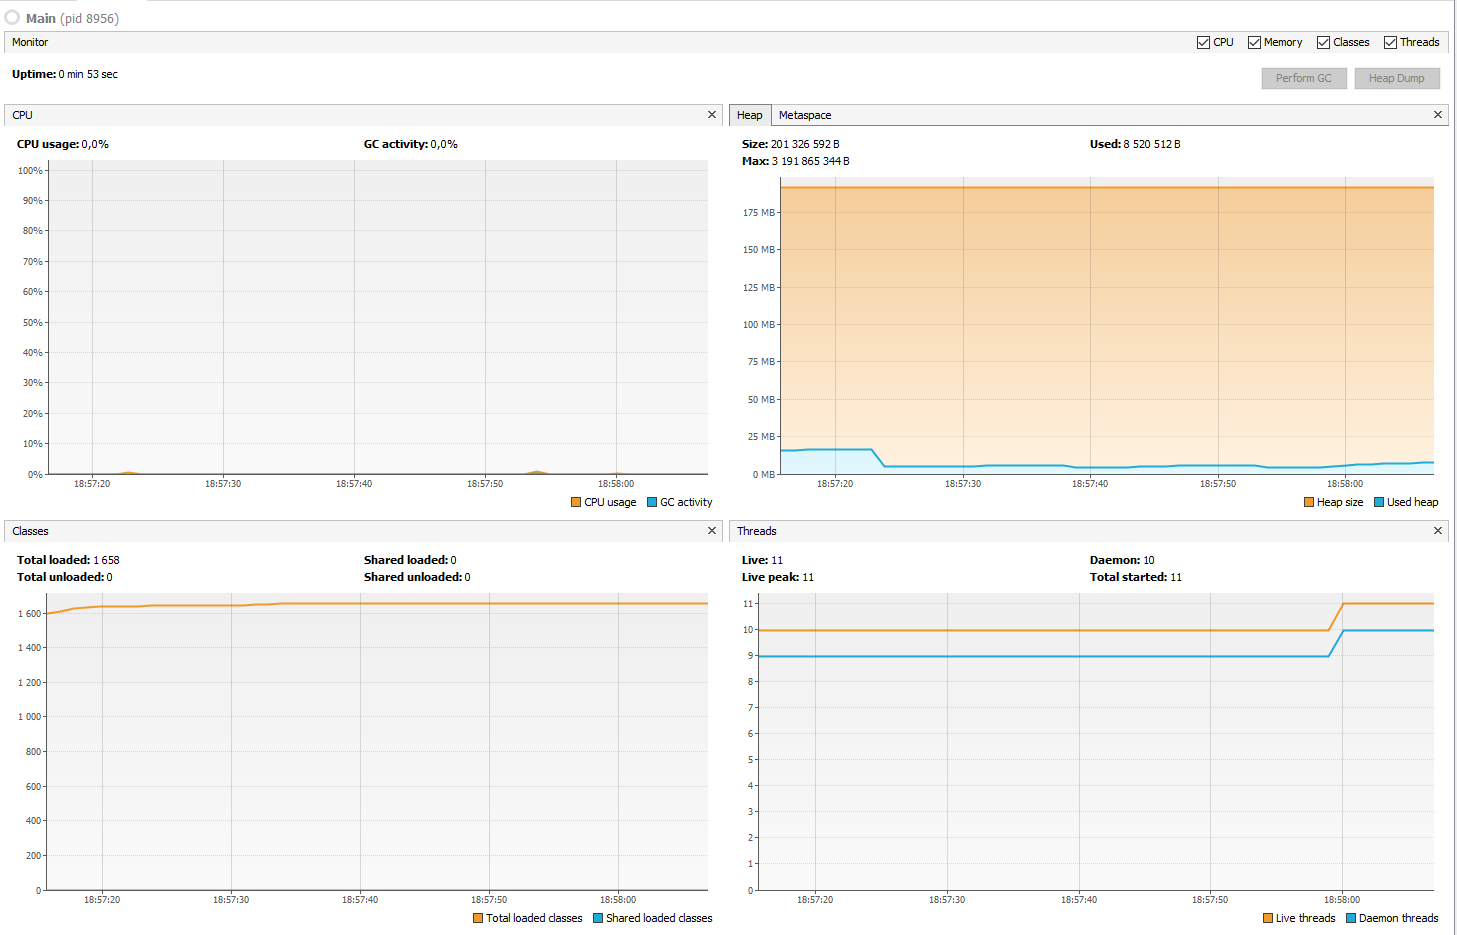 Main (pid 8956)
Monitor
CPU Memory Classes Threads
Uptime: 0 min 53 sec
Perform GC Heap Dump
CPU
CPU usage: 0,0% GC activity: 0,0%
100%
90%
80%
70%
60%
50%
40%
30%
20%
10%
0%
18:57:20 18:57:30 18:57:40 18:57:50 18:58:00
CPU usage GC activity
Heap Metaspace
Size: 201 326 592 B Used: 8 520 512 B
Max: 3 191 865 344 B
175 MB
150 MB
125 MB
100 MB
75 MB
50 MB
25 MB
0 MB
18:57:20 18:57:30 18:57:40 18:57:50 18:58:00
Heap size Used heap
Classes
Total loaded: 1 658 Shared loaded: 0
Total unloaded: 0 Shared unloaded: 0
1 600
1 400
1 200
1 000
800
600
400
200
0
18:57:20 18:57:30 18:57:40 18:57:50 18:58:00
Total loaded classes Shared loaded classes
Threads
Live: 11 Daemon: 10
Live peak: 11 Total started: 11
11
10
9
8
7
6
5
4
3
2
1
0
18:57:20 18:57:30 18:57:40 18:57:50 18:58:00
Live threads Daemon threads